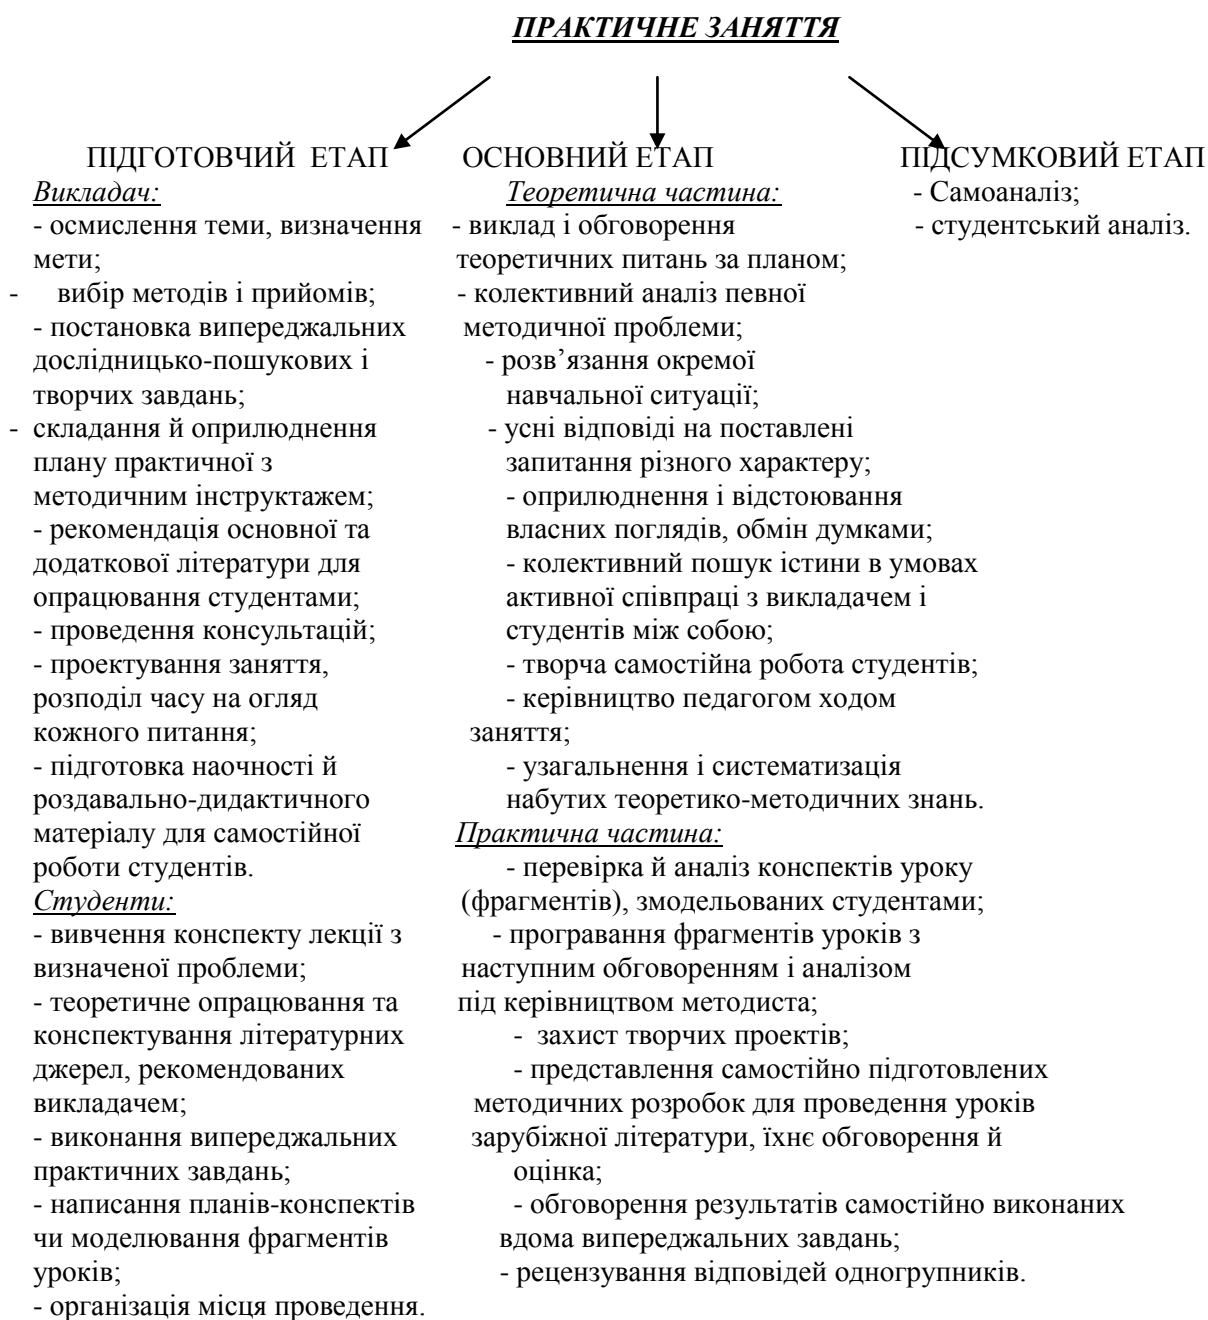 ПРАКТИЧНЕ ЗАНЯТТЯ
ПІДГОТОВЧИЙ ЕТАП
Викладач:
- осмислення теми, визначення
мети;
- вибір методів і прийомів;
- постановка випереджальних
дослідницько-пошукових і
творчих завдань;
- складання й оприлюднення
плану практичної з
методичним інструктажем;
- рекомендація основної та
додаткової літератури для
опрацювання студентами;
- проведення консультацій;
- проектування заняття,
розподіл часу на огляд
кожного питання;
- підготовка наочності й
роздавально-дидактичного
матеріалу для самостійної
роботи студентів.
Студенти:
- вивчення конспекту лекції з
визначеної проблеми;
- теоретичне опрацювання та
конспектування літературних
джерел, рекомендованих
викладачем;
- виконання випереджальних
практичних завдань;
- написання планів-конспектів
чи моделювання фрагментів
уроків;
- організація місця проведення.
ОСНОВНИЙ ЕТАП
Теоретична частина:
- виклад і обговорення
теоретичних питань за планом;
- колективний аналіз певної
методичної проблеми;
- розв’язання окремої
навчальної ситуації;
- усні відповіді на поставлені
запитання різного характеру;
- оприлюднення і відстоювання
власних поглядів, обмін думками;
- колективний пошук істини в умовах
активної співпраці з викладачем і
студентів між собою;
- творча самостійна робота студентів;
- керівництво педагогом ходом
заняття;
- узагальнення і систематизація
набутих теоретико-методичних знань.
Практична частина:
- перевірка й аналіз конспектів уроку
(фрагментів), змодельованих студентами;
- програвання фрагментів уроків з
наступним обговоренням і аналізом
під керівництвом методиста;
- захист творчих проектів;
- представлення самостійно підготовлених
методичних розробок для проведення уроків
зарубіжної літератури, їхнє обговорення й
оцінка;
- обговорення результатів самостійно виконаних
вдома випереджальних завдань;
- рецензування відповідей одногрупників.
ПІДСУМКОВИЙ ЕТАП
- Самоаналіз;
- студентський аналіз.